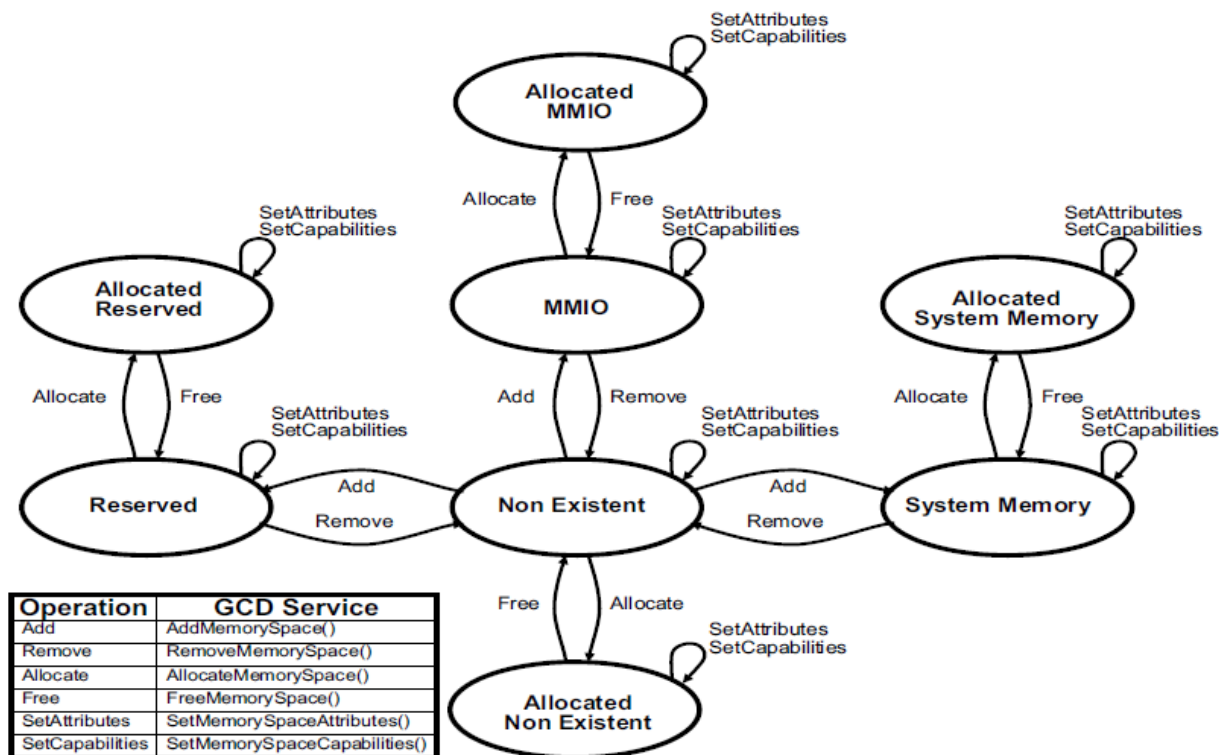 SetAttributes
SetCapabilities
Allocated
MMIO
Allocate
Free
SetAttributes
SetCapabilities
SetAttributes
SetCapabilities
SetAttributes
SetCapabilities
Allocated
Reserved
MMIO
Allocated
System Memory
Allocate
Free
Add
Remove
Allocate
Free
SetAttributes
SetCapabilities
SetAttributes
SetCapabilities
SetAttributes
SetCapabilities
Reserved
Add
Remove
Non Existent
Add
Remove
System Memory
Free
Allocate
SetAttributes
SetCapabilities
Allocated
Non Existent
Operation GCD Service
Add AddMemorySpace()
Remove RemoveMemorySpace()
Allocate AllocateMemorySpace()
Free FreeMemorySpace()
SetAttributes SetMemorySpaceAttributes()
SetCapabilities SetMemorySpaceCapabilities()